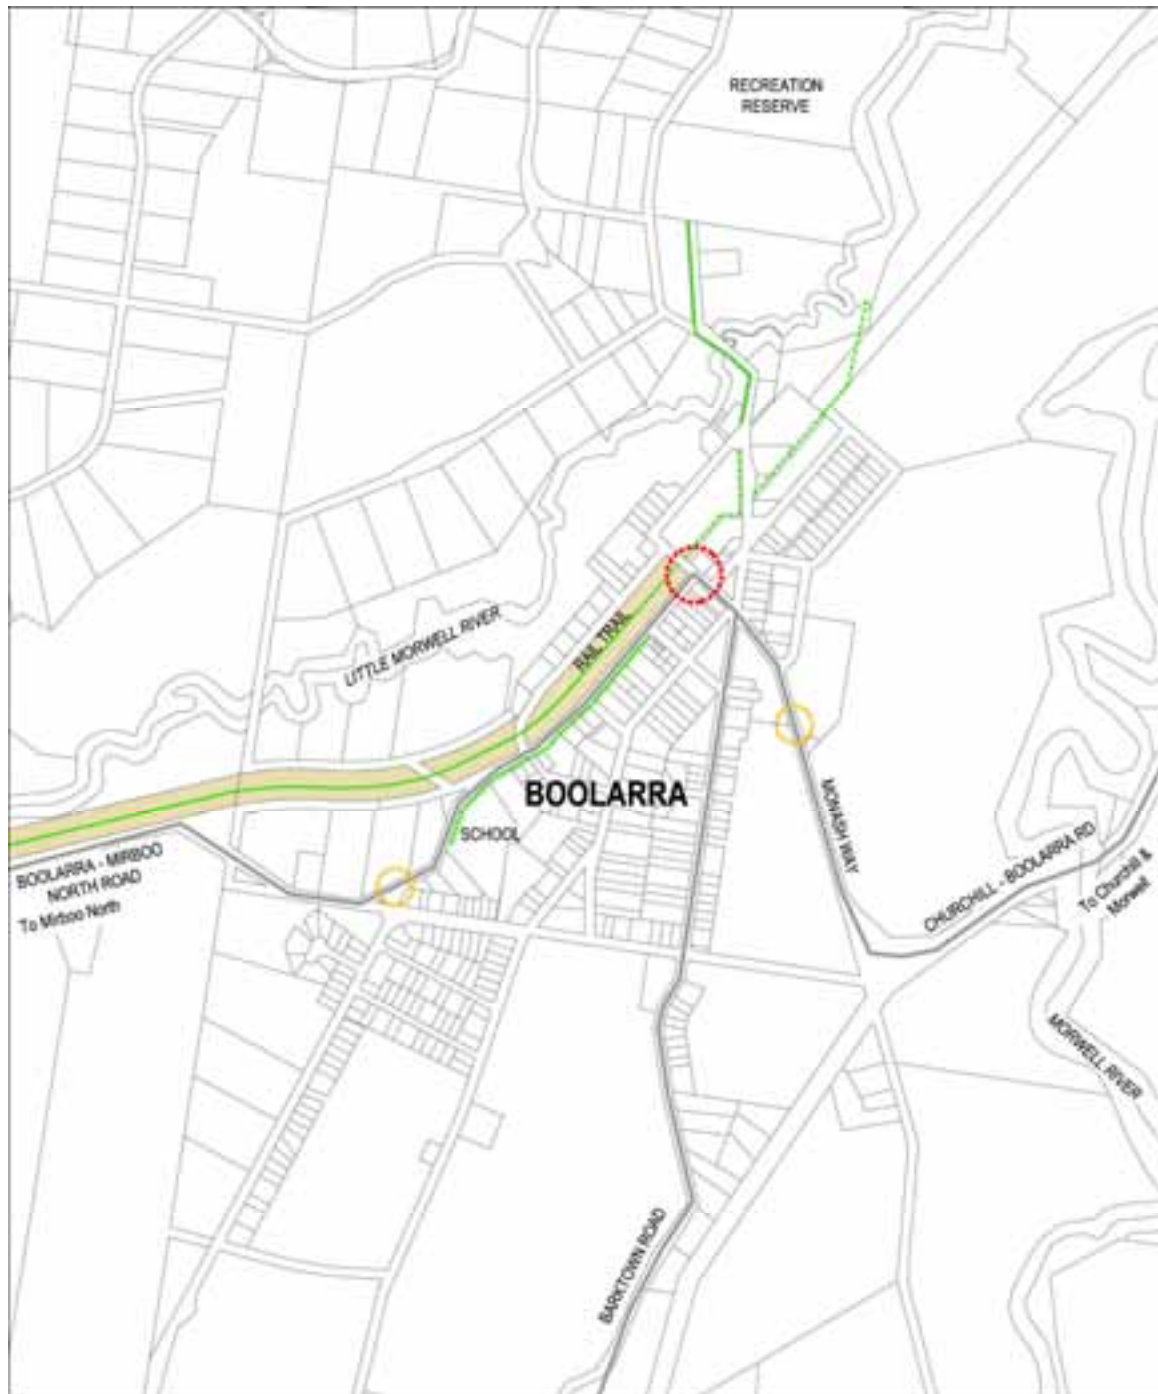 RECREATION
RESERVE
LITTLE MORWELL RIVER
RAIL TRAIL
BOOLARRA
SCHOOL
MONASH WAY
BOOLARRA - MIRBOO
NORTH ROAD
To Mirboo North
CHURCHILL - BOOLARRA RD
To Churchill &
Morwell
MORWELL RIVER
BARKTOWN ROAD